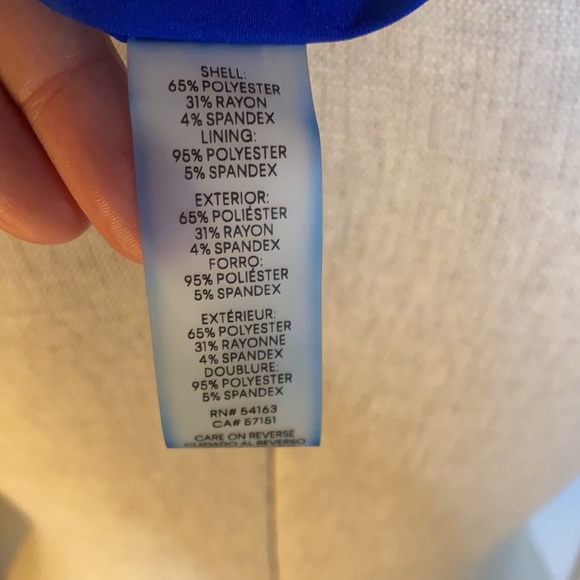 SHELL:
65% POLYESTER
31% RAYON
4% SPANDEX
LINING:
95% POLYESTER
5% SPANDEX
EXTERIOR:
65% POLIÉSTER
31% RAYON
4% SPANDEX
FORRO:
95% POLIÉSTER
5% SPANDEX
EXTÉRIEUR:
65% POLYESTER
31% RAYONNE
4% SPANDEX
DOUBLURE:
95% POLYESTER
5% SPANDEX
RN# 54163
CA# 57151
CARE ON REVERSE
CUIDADO AL REVERSO